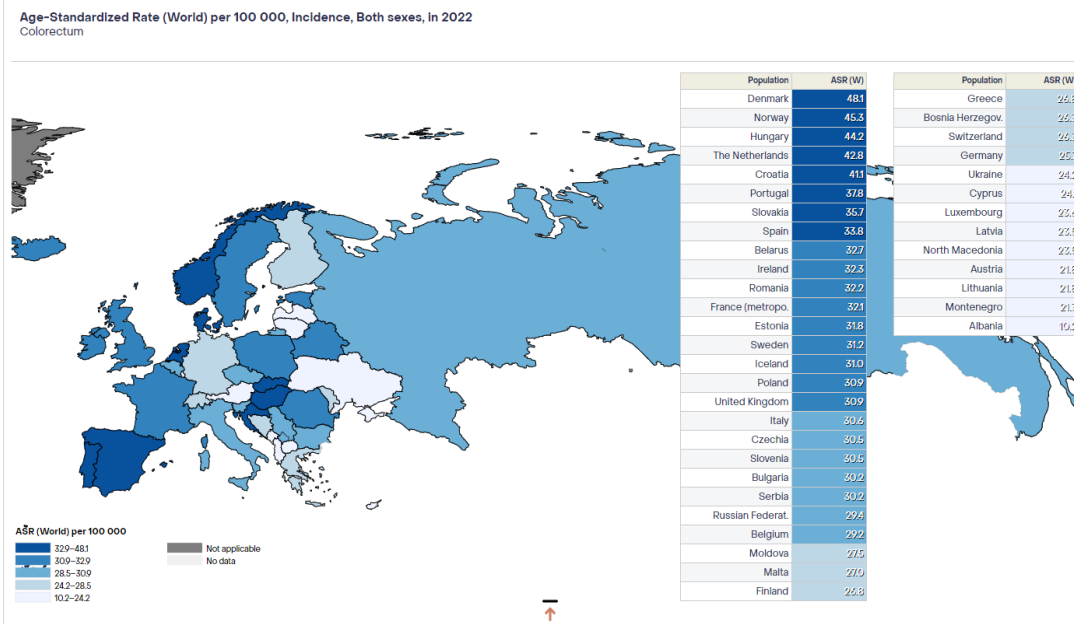 Age-Standardized Rate (World) per 100 000, Incidence, Both sexes, in 2022
Colorectum
Population ASR (W)
Denmark 48.1
Norway 45.3
Hungary 44.2
The Netherlands 42.8
Croatia 41.1
Portugal 37.8
Slovakia 35.7
Spain 33.8
Belarus 32.7
Ireland 32.3
Romania 32.2
France (metropo. 32.1
Estonia 31.8
Sweden 31.2
Iceland 31.0
Poland 30.9
United Kingdom 30.9
Italy 30.6
Czechia 30.5
Slovenia 30.5
Bulgaria 30.2
Serbia 30.2
Russian Federat. 29.4
Belgium 29.2
Moldova 27.5
Malta 27.0
Finland 26.8
Population ASR (W
Greece
Bosnia Herzegov.
Switzerland
Germany
Ukraine
Cyprus
Luxembourg
Latvia
North Macedonia
Austria
Lithuania
Montenegro
Albania
ASR (World) per 100 000
32.9–48.1
30.9–32.9
28.5–30.9
24.2–28.5
10.2–24.2
Not applicable
No data